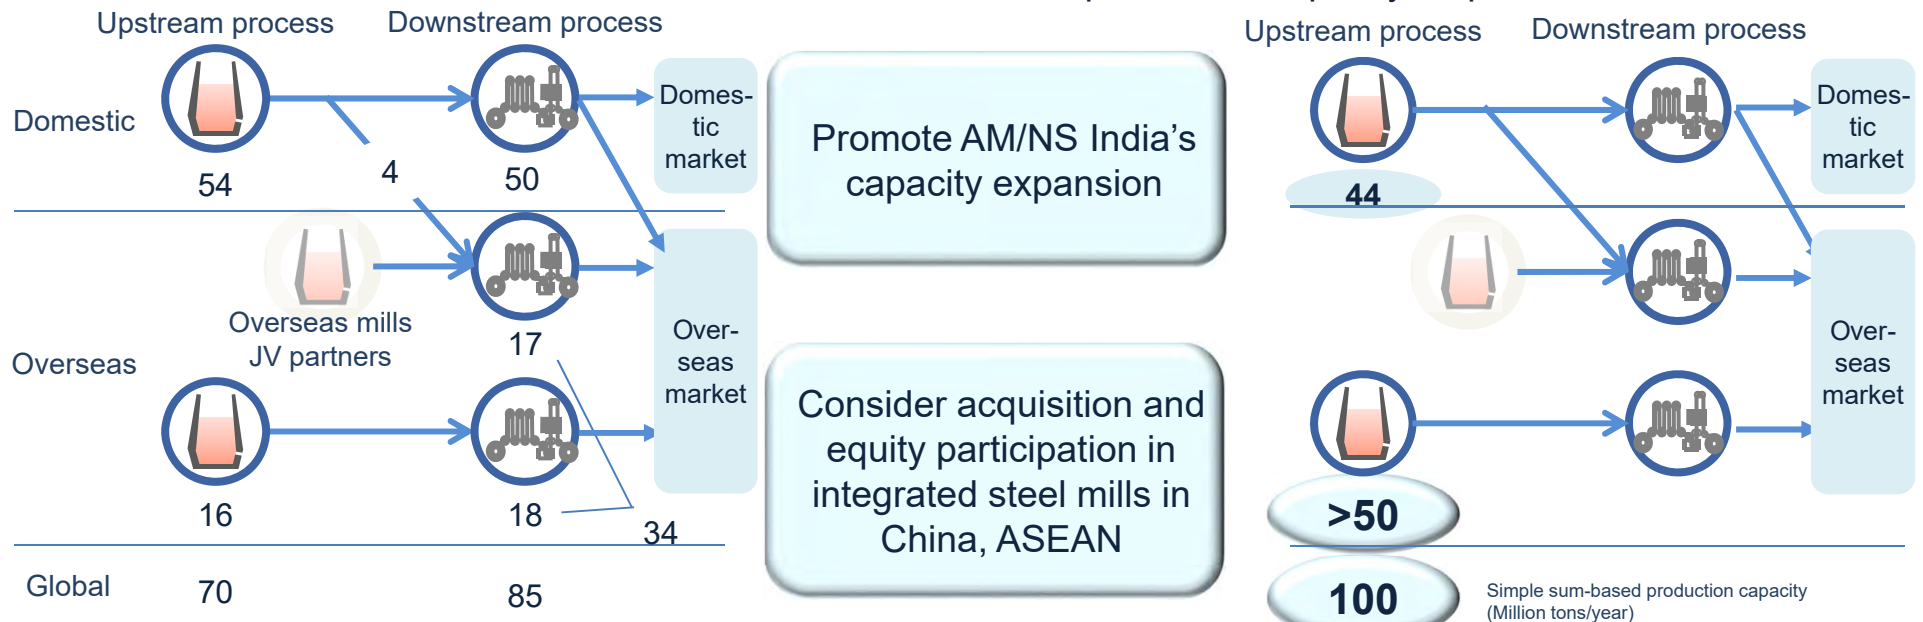 Upstream process
Downstream process
Domestic
54
4
50
Domes-
tic
market
Overseas mills
JV partners
Overseas
17
Over-
seas
market
16
18
34
Global
70
85
Promote AM/NS India’s
capacity expansion
Consider acquisition and
equity participation in
integrated steel mills in
China, ASEAN
Upstream process
Downstream process
Domes-
tic
market
44
Over-
seas
market
>50
100
Simple sum-based production capacity
(Million tons/year)